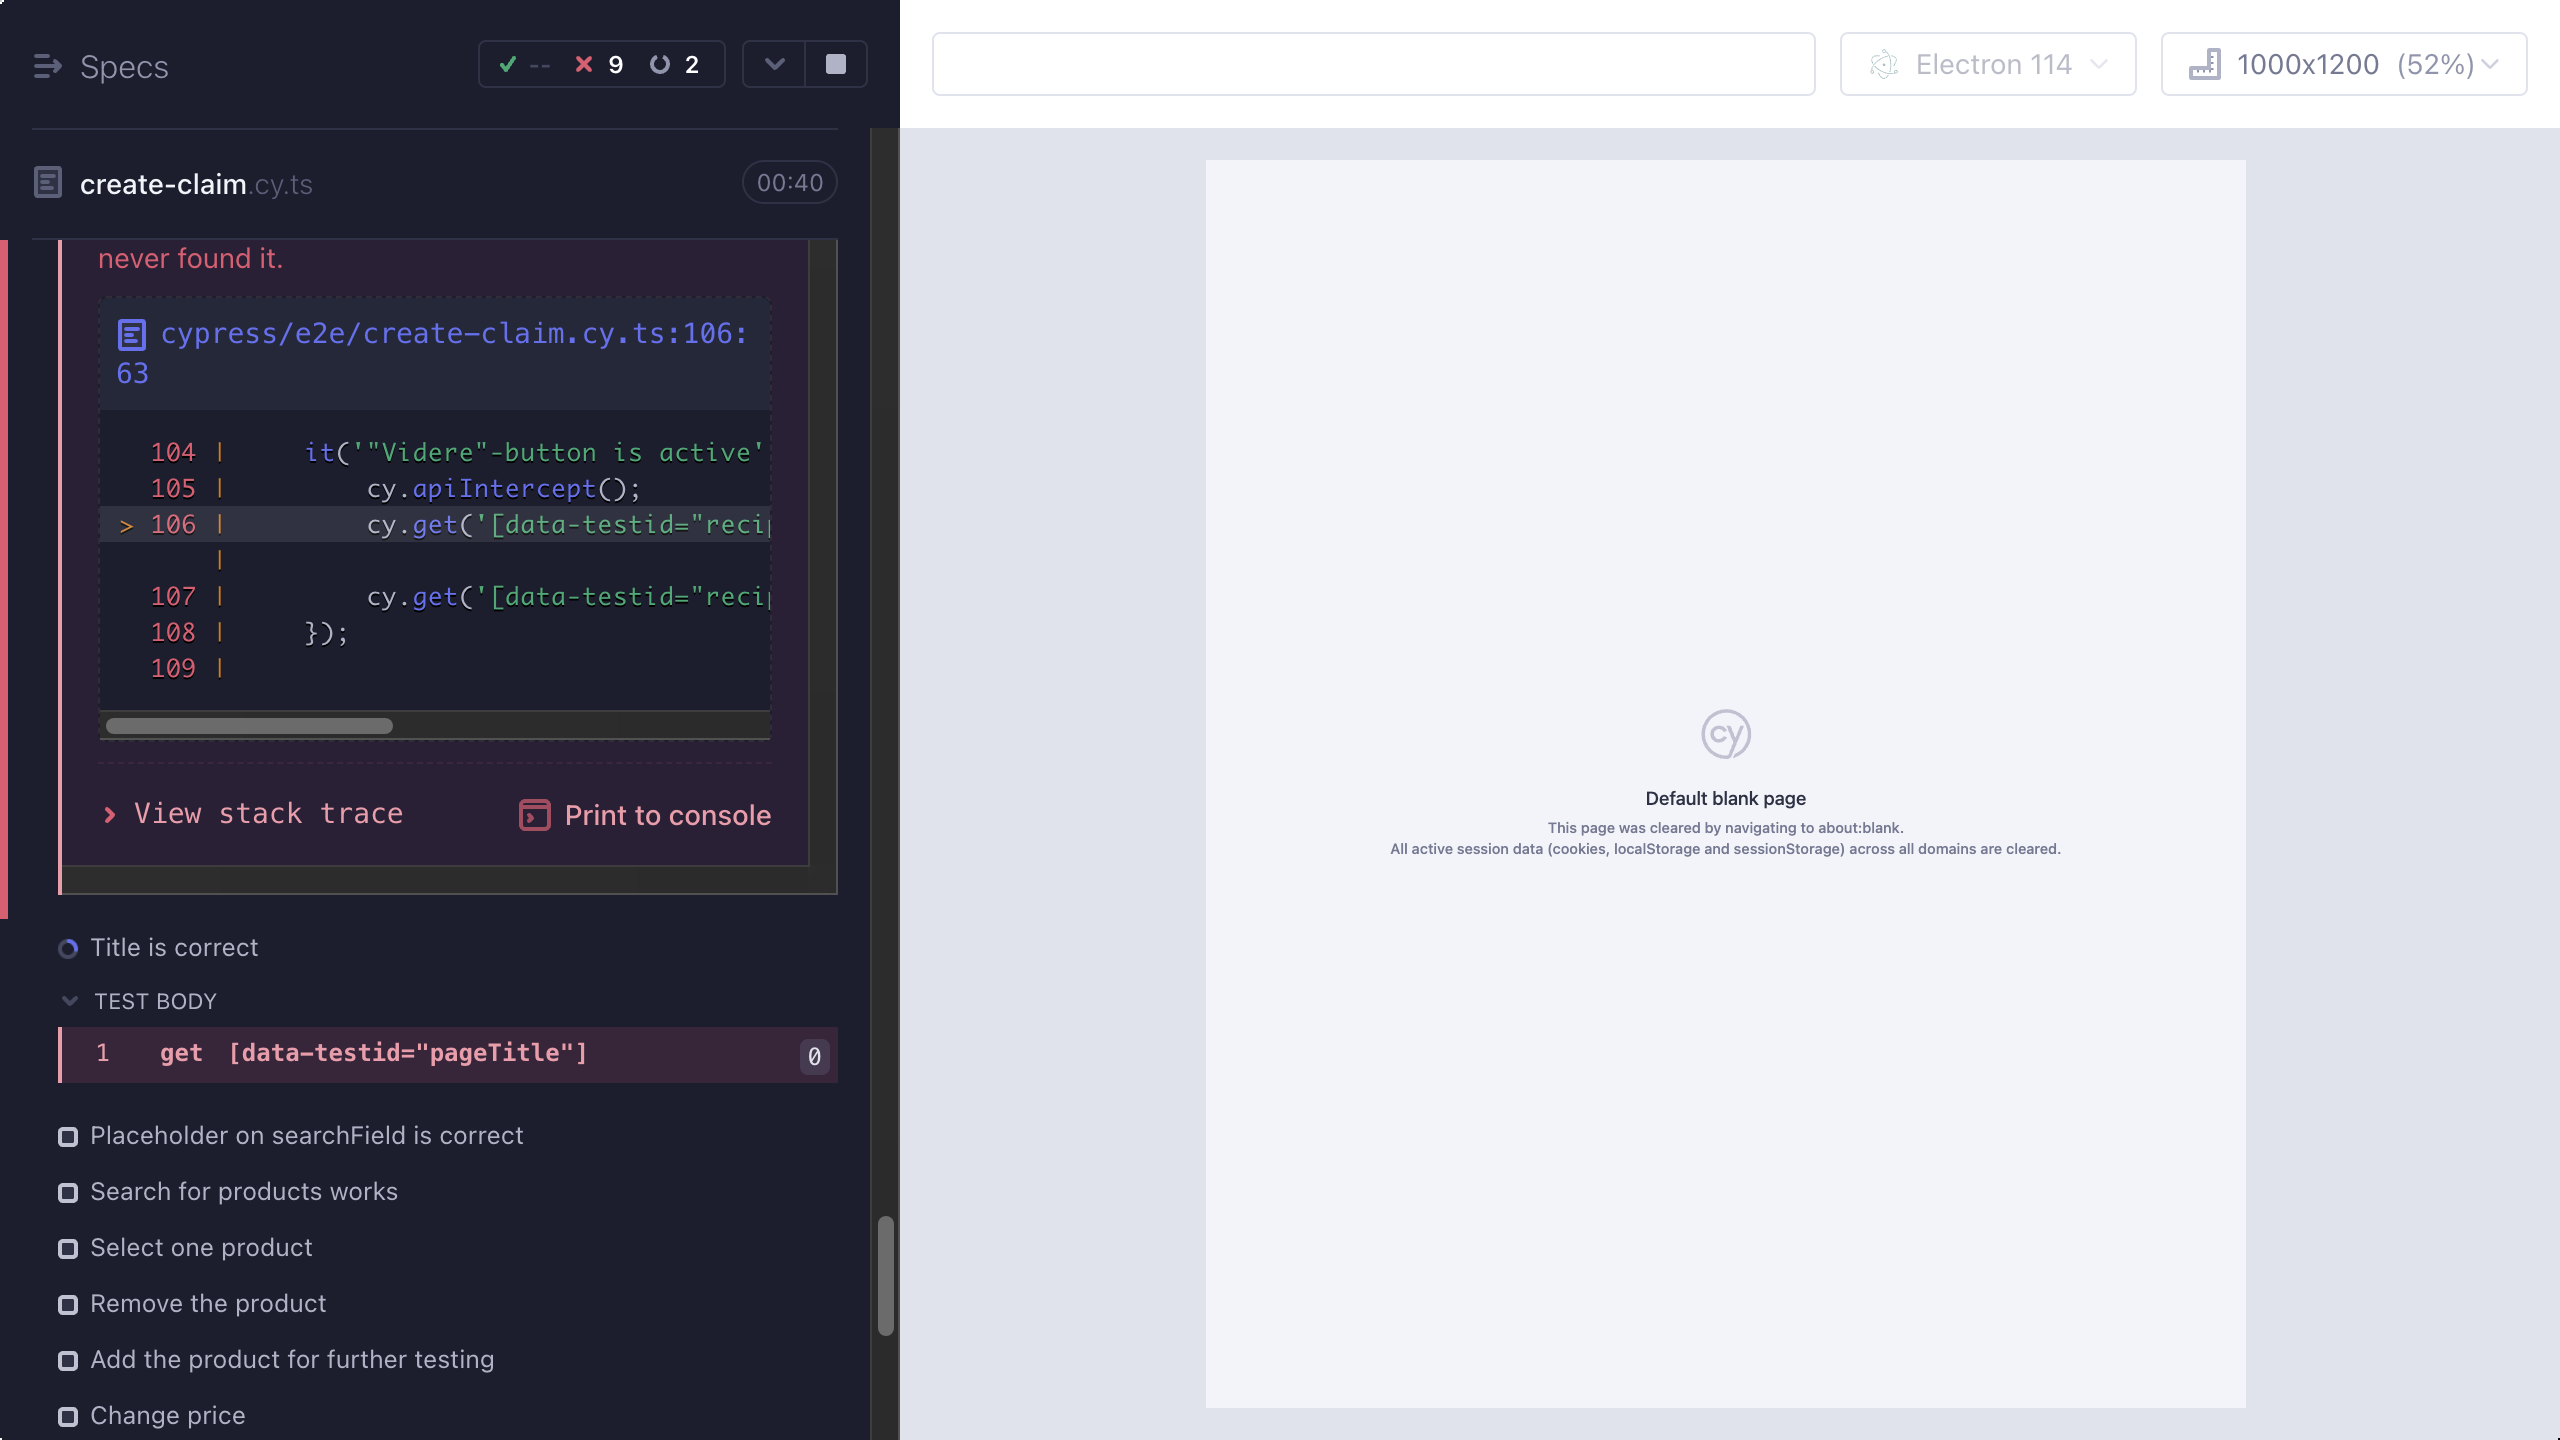 Specs
-- 9 2
create-claim.cy.ts
00:40
never found it.
cypress/e2e/create-claim.cy.ts:106:
63
104 | it('"Videre"-button is active'
105 | cy.apiIntercept();
> 106 | cy.get('[data-testid="recip
|
107 | cy.get('[data-testid="recip
108 | });
109 |
View stack trace
Print to console
Title is correct
TEST BODY
1 get [data-testid="pageTitle"] 0
Placeholder on searchField is correct
Search for products works
Select one product
Remove the product
Add the product for further testing
Change price
Electron 114
1000x1200 (52%)
cy
Default blank page
This page was cleared by navigating to about:blank.
All active session data (cookies, localStorage and sessionStorage) across all domains are cleared.